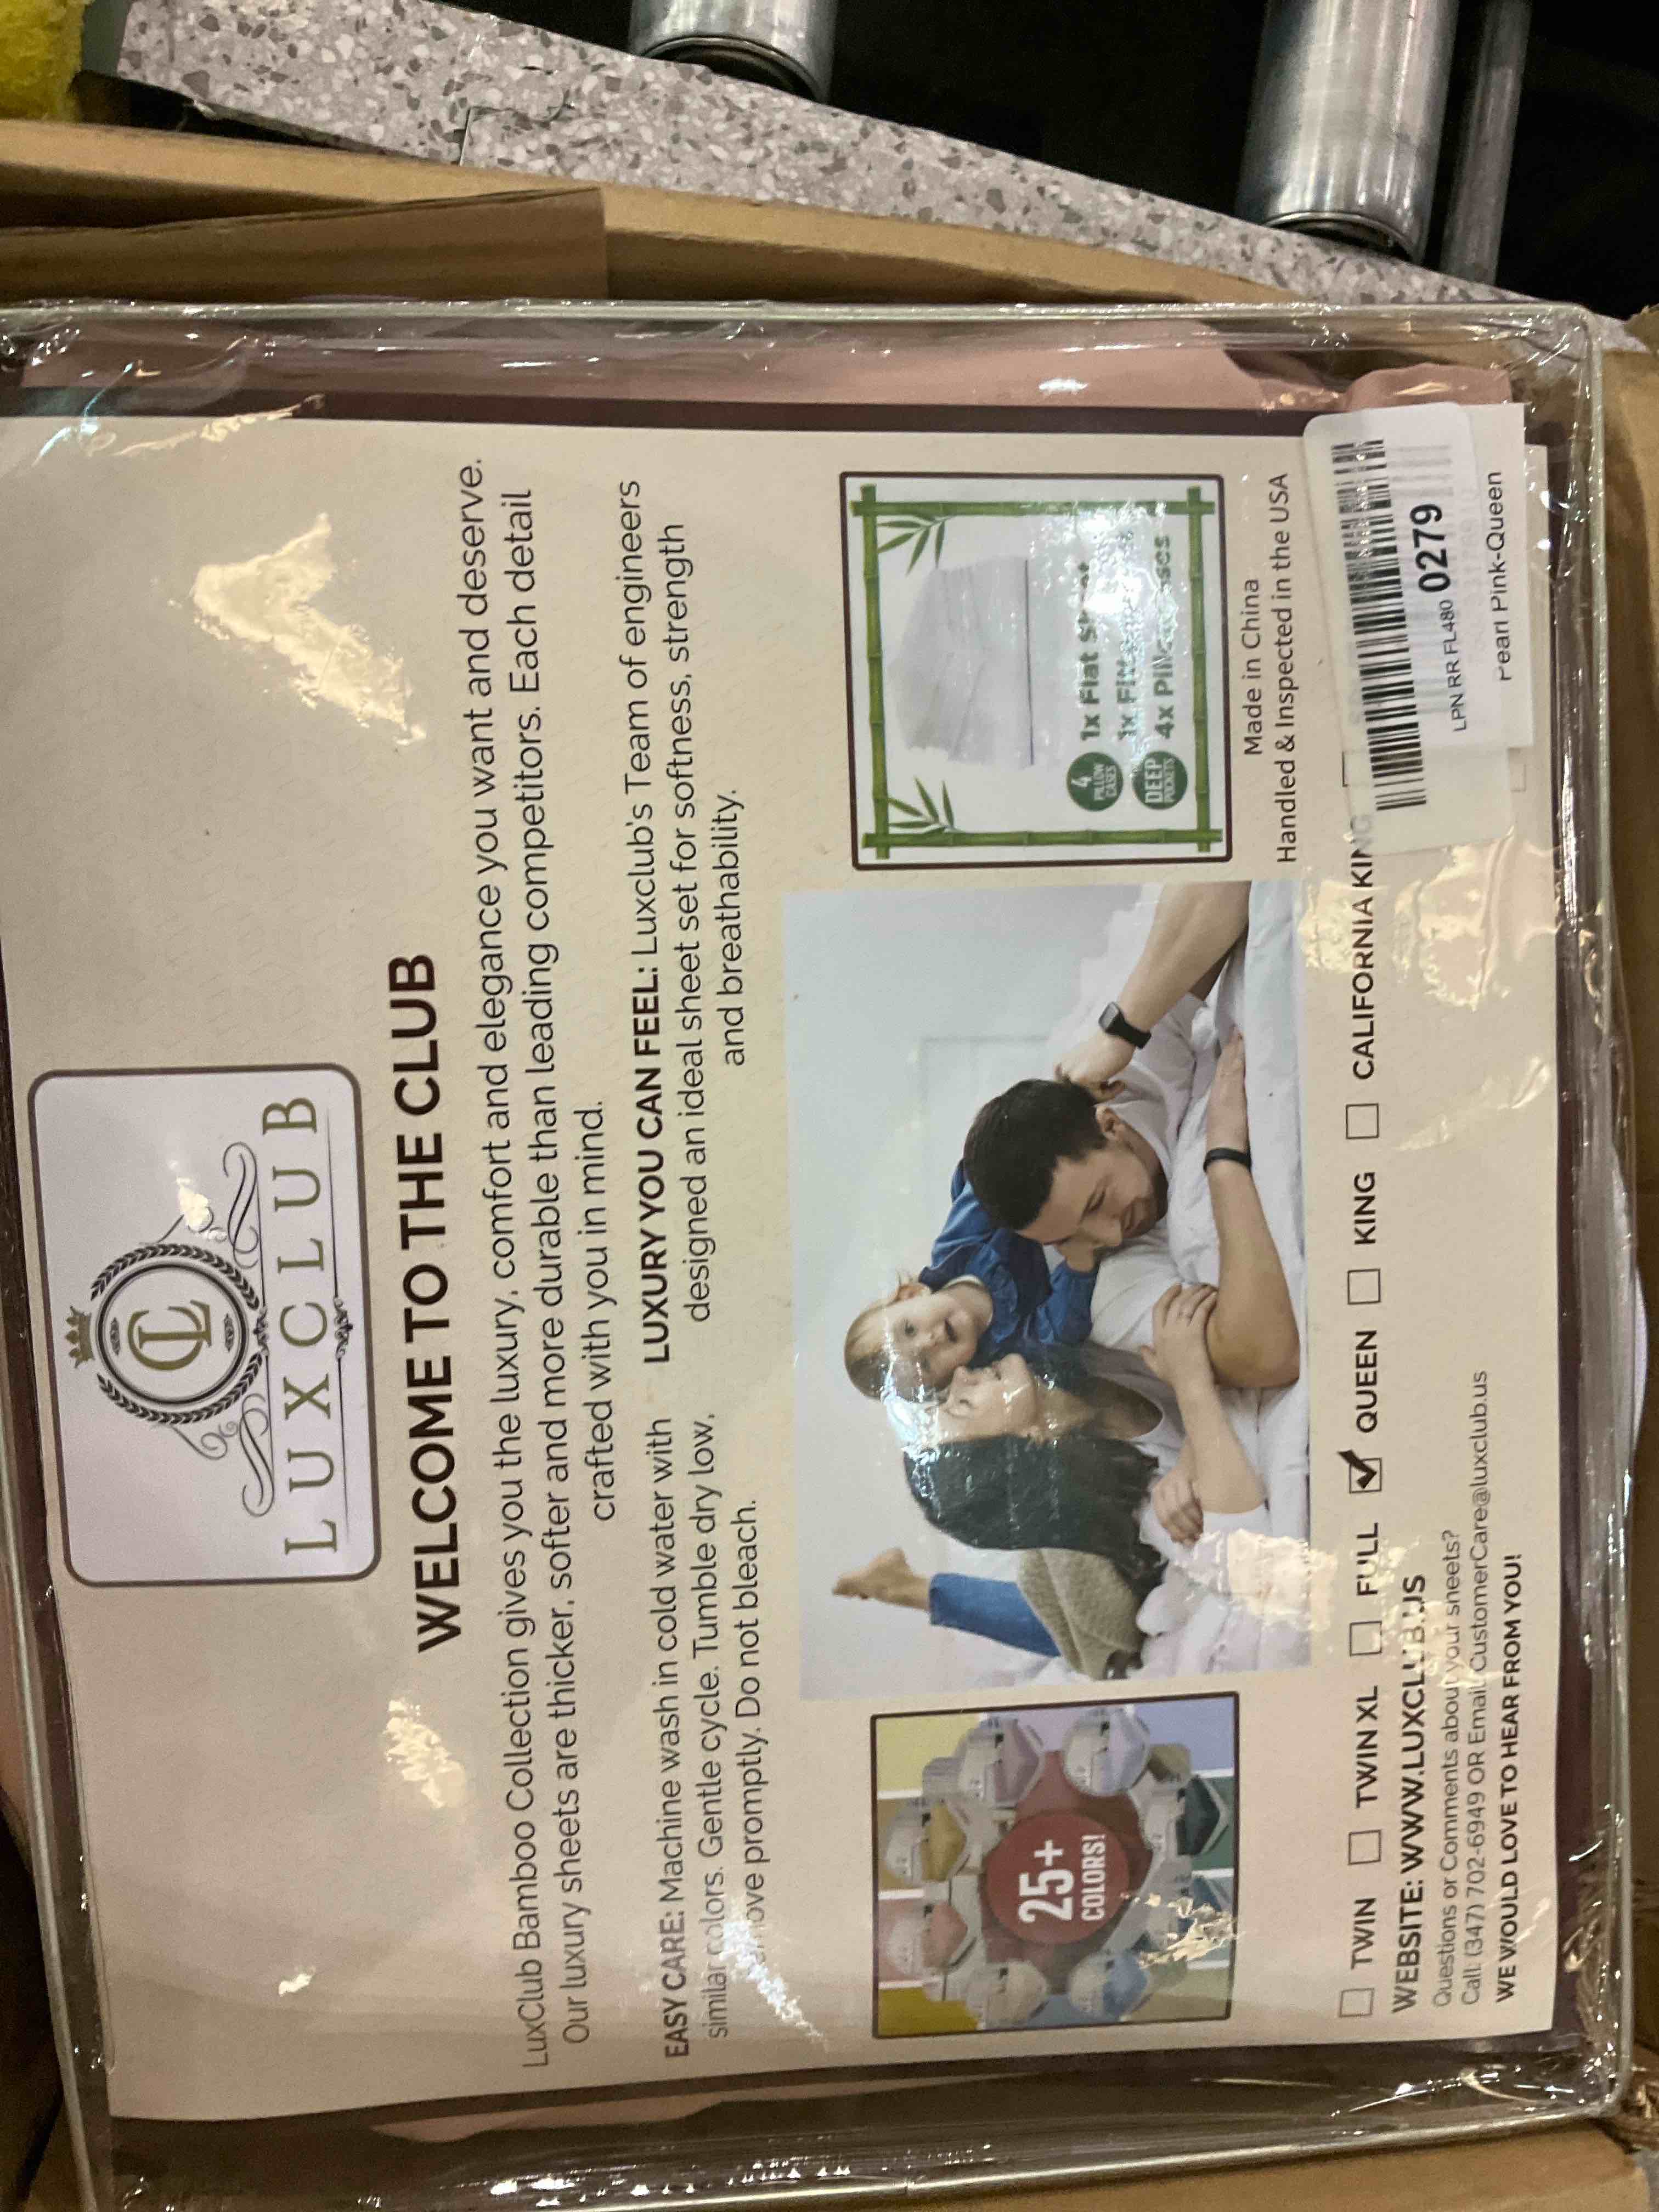 CL
LUXCLUB
WELCOME TO THE CLUB
LuxClub Bamboo Collection gives you the luxury, comfort and elegance you want and deserve.
Our luxury sheets are thicker, softer and more durable than leading competitors. Each detail
crafted with you in mind.
EASY CARE: Machine wash in cold water with
similar colors. Gentle cycle. Tumble dry low,
promptly. Do not bleach.
LUXURY YOU CAN FEEL: Luxclub's Team of engineers
designed an ideal sheet set for softness, strength
and breathability.
25+
COLORS!
4
PILLOW
CASES
DEEP
POCKETS
1x Flat
1x
4x
Made in China
Handled & Inspected in the USA
TWIN TWIN XL FULL QUEEN KING CALIFORNIA KING
WEBSITE: WWW.LUXCLUB.US
Questions or Comments about your sheets?
Call: (347) 702-6949 OR Email: CustomerCare@luxclub.us
WE WOULD LOVE TO HEAR FROM YOU!
LPN RR FL480 0279
Pearl Pink-Queen